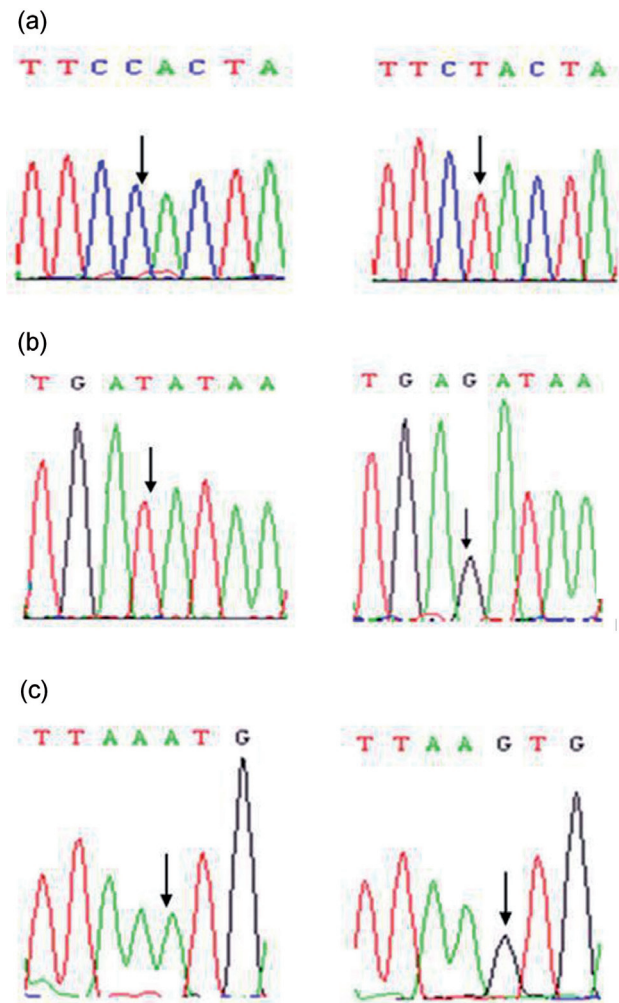 (a)
T T C C A C T A
T T C T A C T A
(b)
T G A T A T A A
T G A G A T A A
(c)
T T A A A T G
T T A A G T G